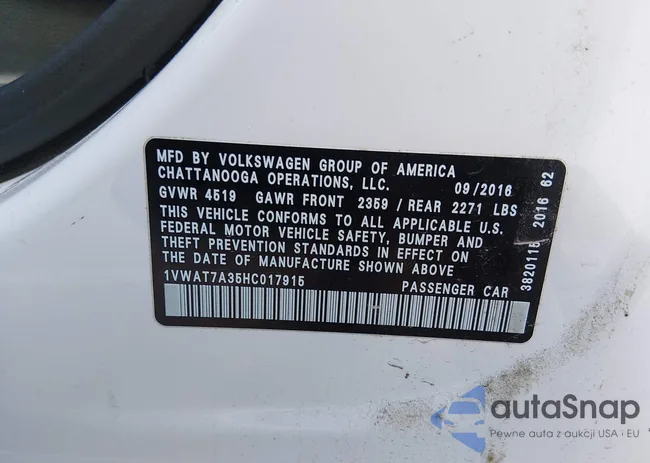 MFD BY VOLKSWAGEN GROUP OF AMERICA
CHATTANOOGA OPERATIONS, LLC. 09/2016
GVWR 4519 GAWR FRONT 2359 / REAR 2271 LBS
THIS VEHICLE CONFORMS TO ALL APPLICABLE U.S.
FEDERAL MOTOR VEHICLE SAFETY, BUMPER AND
THEFT PREVENTION STANDARDS IN EFFECT ON
THE DATE OF MANUFACTURE SHOWN ABOVE
1VWAT7A35HC017915 PASSENGER CAR
3820115 2016 62
autaSnap
Pewne auta z aukcji USA i EU